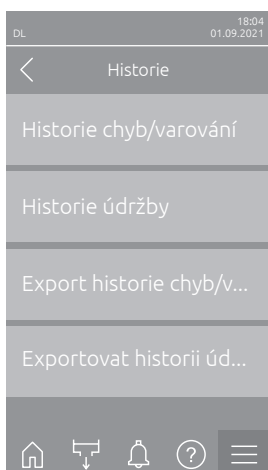 18:04
DL 01.09.2021
Historie
Historie chyb/varování
Historie údržby
Export historie chyb/v...
Exportovat historii úd...
?